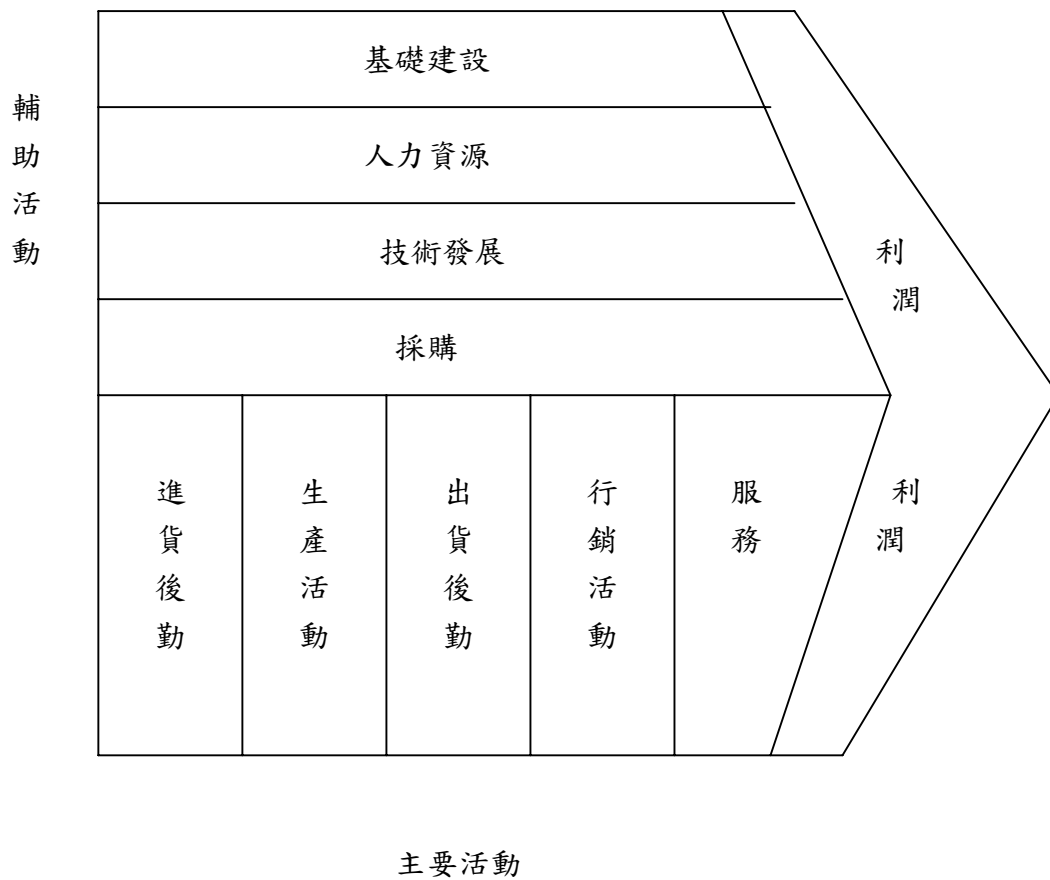 輔助活動
基礎建設
人力資源
技術發展
採購
利潤
進貨後勤
生產活動
出貨後勤
行銷活動
服務
利潤
主要活動